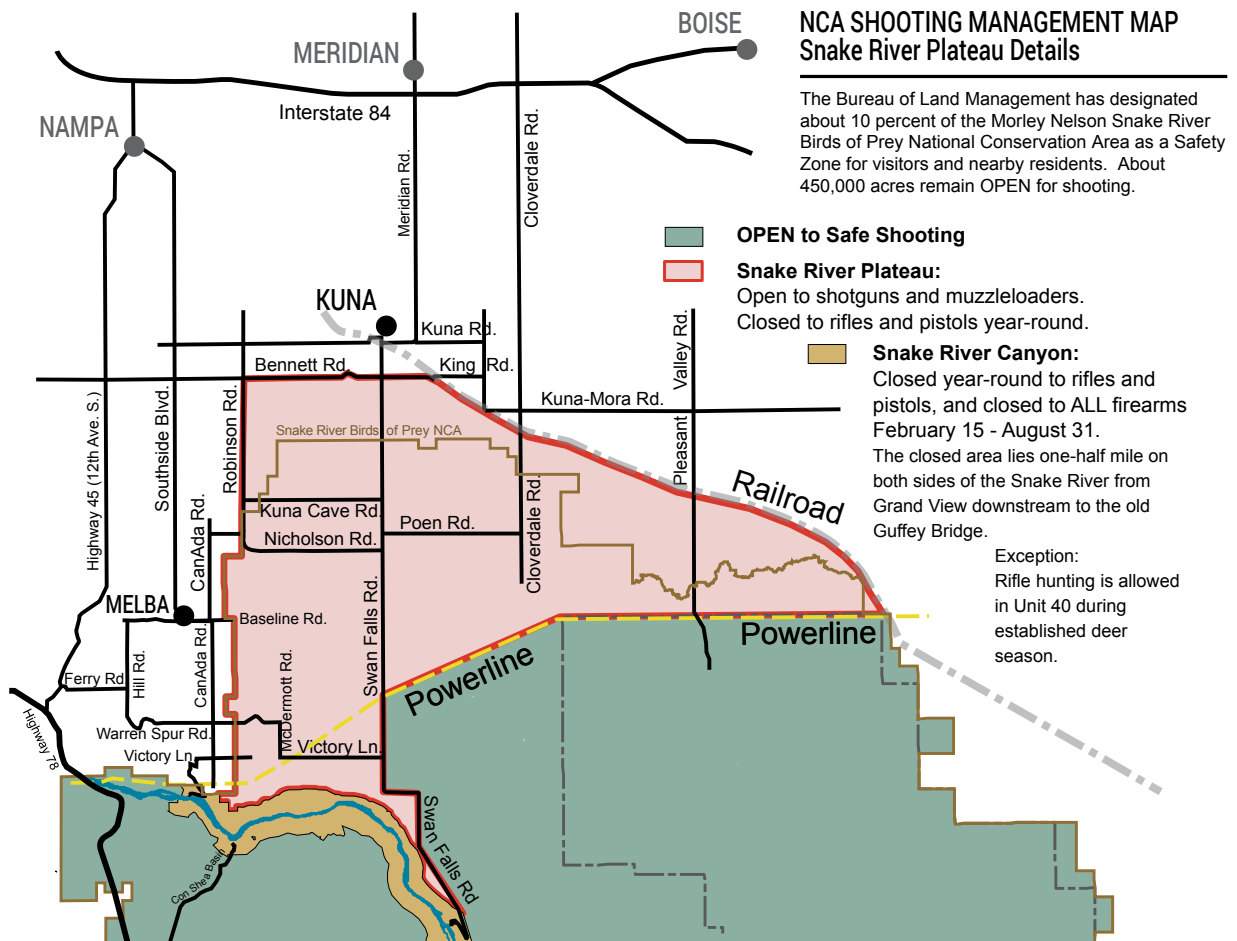 BOISE
NCA SHOOTING MANAGEMENT MAP
Snake River Plateau Details
MERIDIAN
Interstate 84
NAMPA
The Bureau of Land Management has designated
about 10 percent of the Morley Nelson Snake River
Birds of Prey National Conservation Area as a Safety
Zone for visitors and nearby residents. About
450,000 acres remain OPEN for shooting.
Cloverdale Rd.
Meridian Rd.
OPEN to Safe Shooting
Snake River Plateau:
Open to shotguns and muzzleloaders.
Closed to rifles and pistols year-round.
KUNA
Kuna Rd.
Bennett Rd.
King Rd.
Pleasant Valley Rd.
Snake River Canyon:
Closed year-round to rifles and
pistols, and closed to ALL firearms
February 15 - August 31.
The closed area lies one-half mile on
both sides of the Snake River from
Grand View downstream to the old
Guffey Bridge.
Exception:
Rifle hunting is allowed
in Unit 40 during
established deer
season.
Kuna-Mora Rd.
Highway 45 (12th Ave. S.)
Southside Blvd.
Robinson Rd.
Snake River Birds of Prey NCA
Railroad
Kuna Cave Rd.
Poen Rd.
Nicholson Rd.
Cloverdale Rd.
CanAda Rd.
MELBA
Baseline Rd.
Swan Falls Rd.
Powerline
Powerline
Ferry Rd.
Hill Rd.
CanAda Rd.
McDermott Rd.
Highway 78
Warren Spur Rd.
Victory Ln.
Victory Ln.
Swan Falls Rd
Con Shea Basin